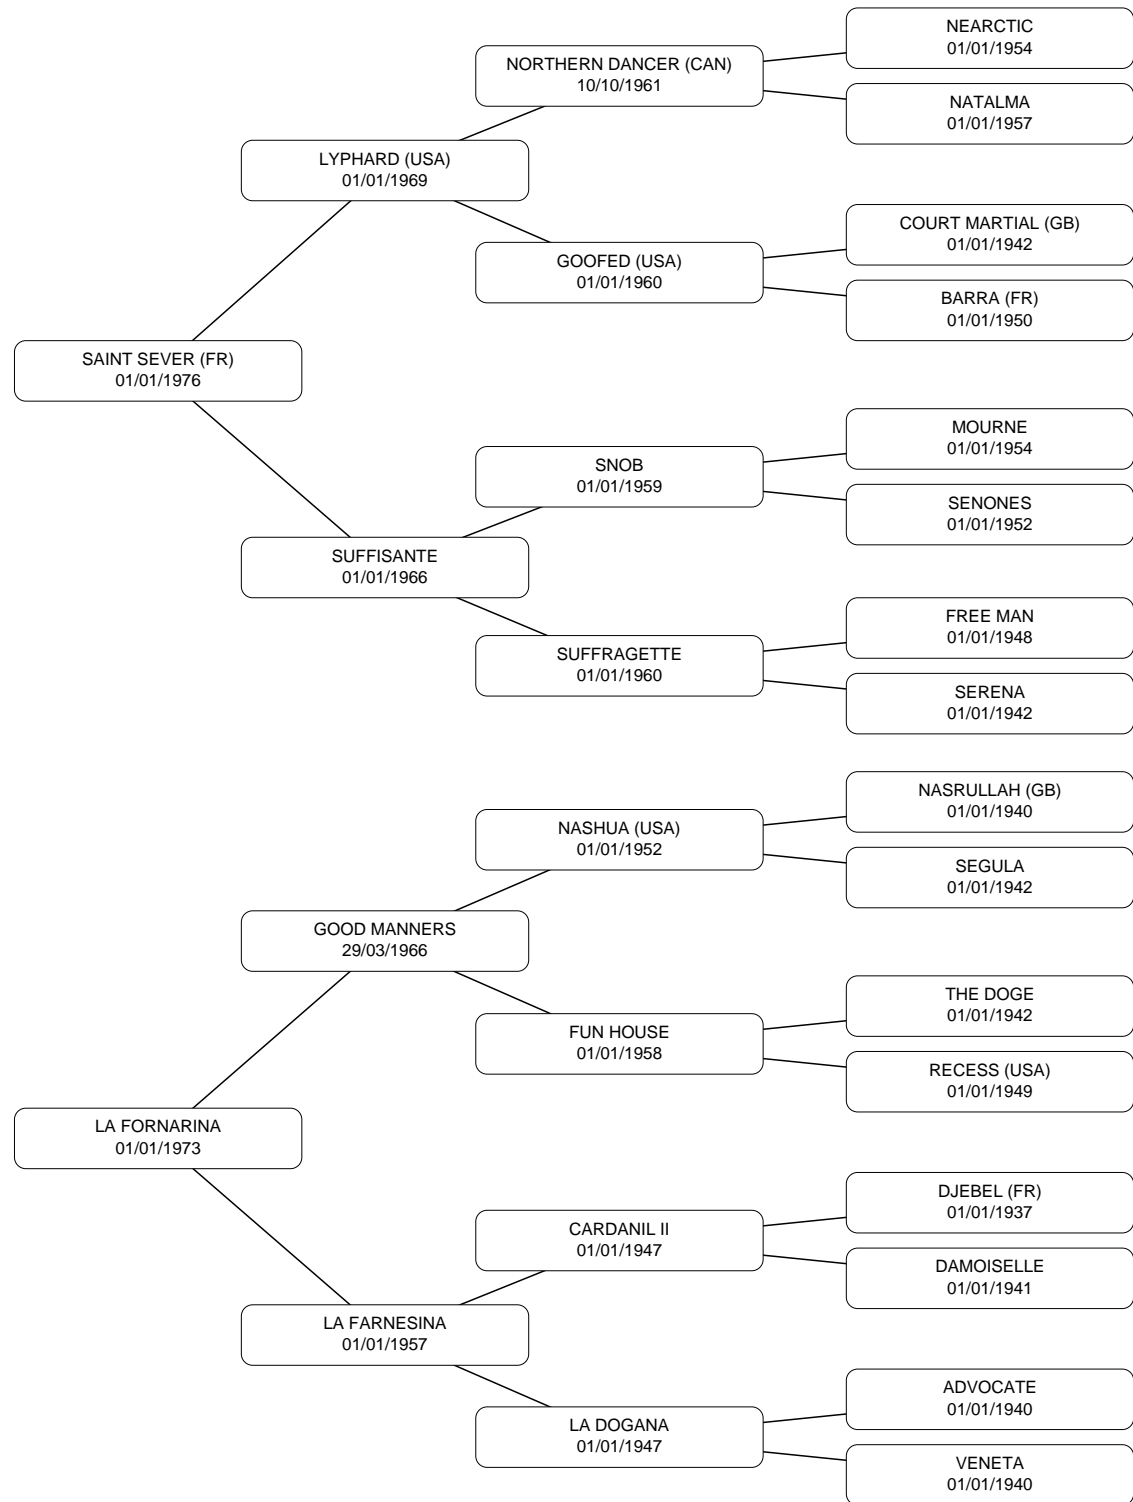 NEARCTIC
01/01/1954
NORTHERN DANCER (CAN)
10/10/1961
NATALMA
01/01/1957
LYPHARD (USA)
01/01/1969
COURT MARTIAL (GB)
01/01/1942
GOOFED (USA)
01/01/1960
BARRA (FR)
01/01/1950
SAINT SEVER (FR)
01/01/1976
MOURNE
01/01/1954
SNOB
01/01/1959
SENONES
01/01/1952
SUFFISANTE
01/01/1966
FREE MAN
01/01/1948
SUFFRAGETTE
01/01/1960
SERENA
01/01/1942
NASRULLAH (GB)
01/01/1940
NASHUA (USA)
01/01/1952
SEGULA
01/01/1942
GOOD MANNERS
29/03/1966
THE DOGE
01/01/1942
FUN HOUSE
01/01/1958
RECESS (USA)
01/01/1949
LA FORNARINA
01/01/1973
DJEBEL (FR)
01/01/1937
CARDANIL II
01/01/1947
DAMOISELLE
01/01/1941
LA FARNESINA
01/01/1957
ADVOCATE
01/01/1940
LA DOGANA
01/01/1947
VENETA
01/01/1940